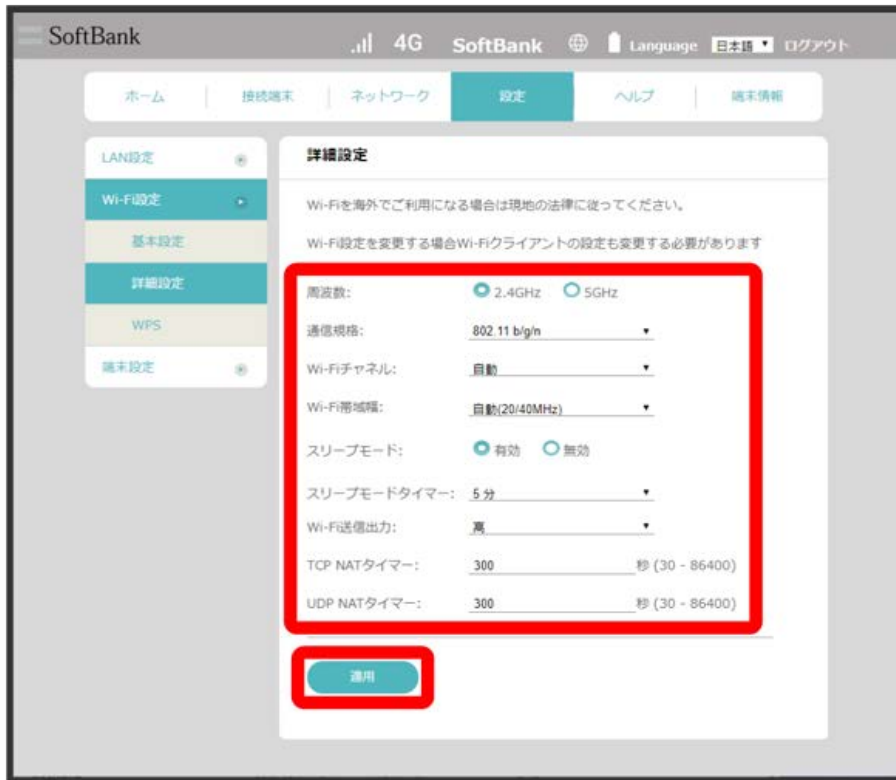 SoftBank
4G SoftBank Language 日本語 ログアウト
ホーム 接続端末 ネットワーク 設定 ヘルプ 端末情報
LAN設定
Wi-Fi設定
基本設定
詳細設定
WPS
端末設定
詳細設定
Wi-Fiを海外でご利用になる場合は現地の法律に従ってください。
Wi-Fi設定を変更する場合Wi-Fiクライアントの設定も変更する必要があります
周波数: 2.4GHz 5GHz
通信規格: 802.11 b/g/n
Wi-Fiチャネル: 自動
Wi-Fi帯域幅: 自動(20/40MHz)
スリープモード: 有効 無効
スリープモードタイマー: 5 分
Wi-Fi送信出力: 高
TCP NATタイマー: 300 秒 (30 - 86400)
UDP NATタイマー: 300 秒 (30 - 86400)
適用